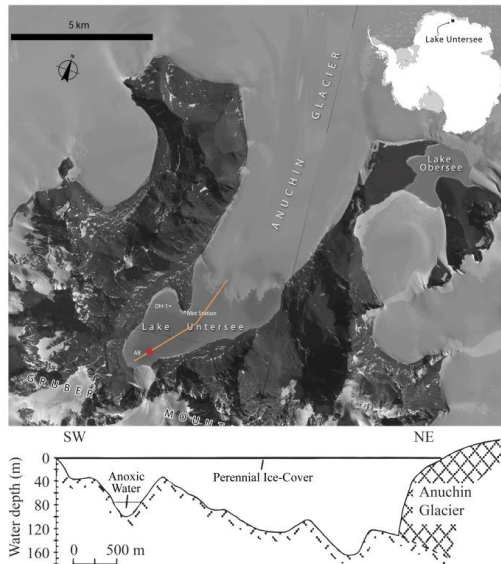 5 km
Lake Untersee
ANUCHIN GLACIER
Lake
Obersee
DH-1+
Met Station
Lake Untersee
AB
GRUBER
MOUNT
SW
NE
0
40
80
120
160
Water depth (m)
Anoxic
Water
Perennial Ice-Cover
Anuchin
Glacier
0 500 m